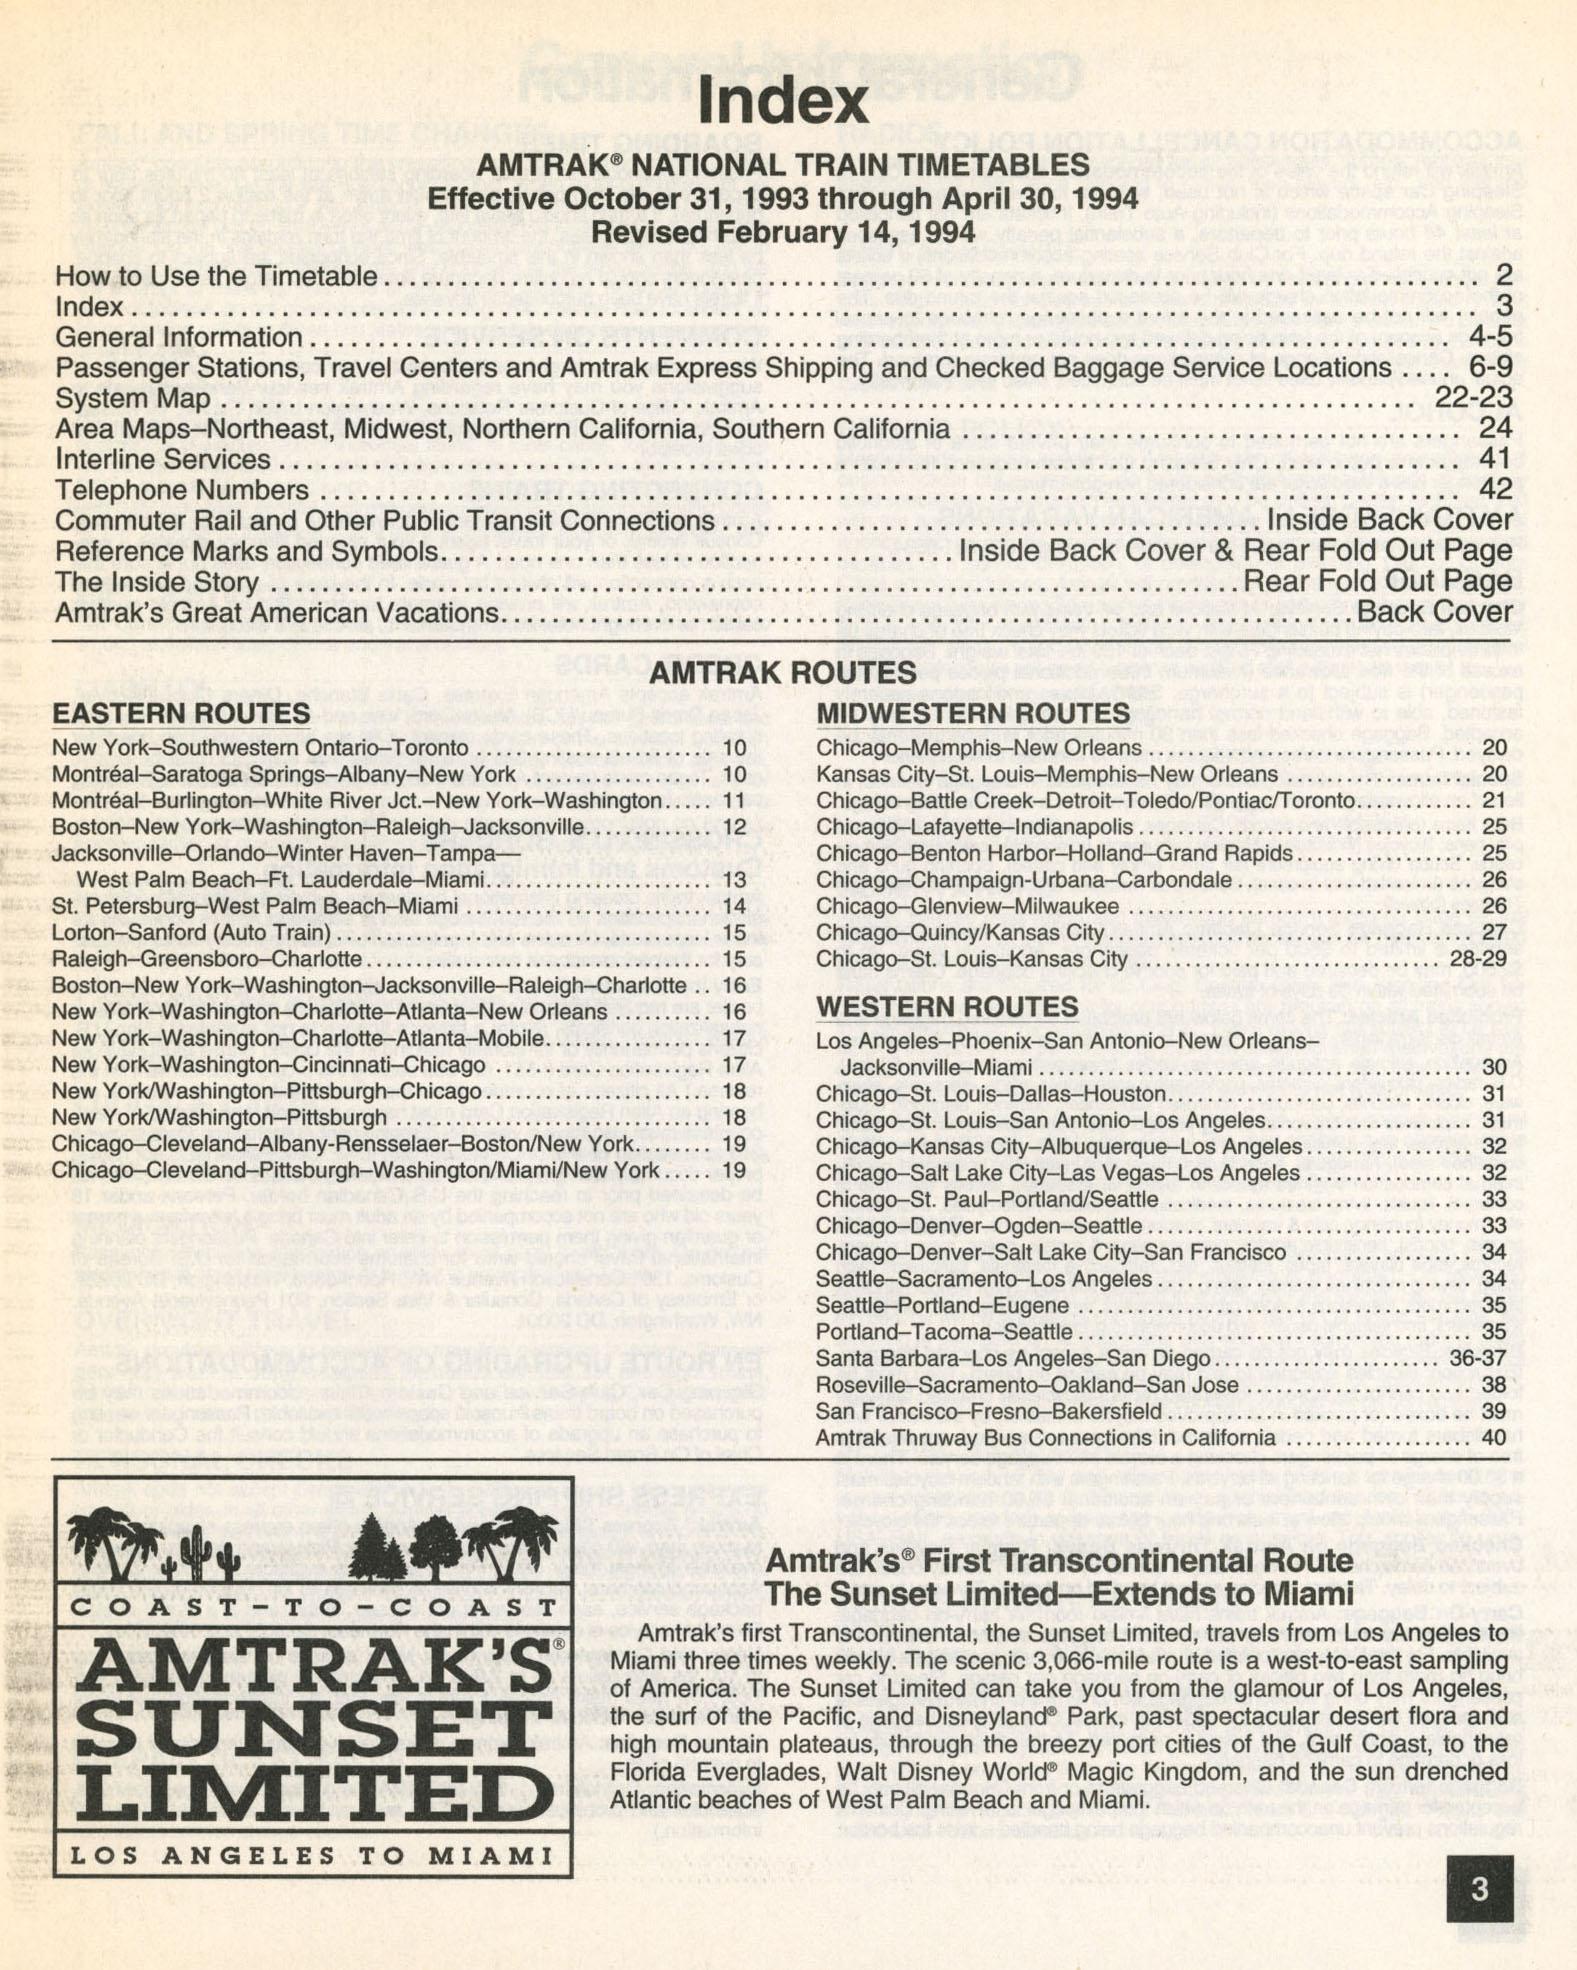 Index
AMTRAK® NATIONAL TRAIN TIMETABLES
Effective October 31, 1993 through April 30, 1994
Revised February 14, 1994
How to Use the Timetable 2
Index 3
General Information 4-5
Passenger Stations, Travel Centers and Amtrak Express Shipping and Checked Baggage Service Locations 6-9
System Map 22-23
Area Maps–Northeast, Midwest, Northern California, Southern California 24
Interline Services 41
Telephone Numbers 42
Commuter Rail and Other Public Transit Connections Inside Back Cover
Reference Marks and Symbols Inside Back Cover & Rear Fold Out Page
The Inside Story Rear Fold Out Page
Amtrak's Great American Vacations Back Cover
AMTRAK ROUTES
EASTERN ROUTES
New York–Southwestern Ontario–Toronto 10
Montréal–Saratoga Springs–Albany–New York 10
Montréal–Burlington–White River Jct.–New York–Washington 11
Boston–New York–Washington–Raleigh–Jacksonville 12
Jacksonville–Orlando–Winter Haven–Tampa—
West Palm Beach–Ft. Lauderdale–Miami 13
St. Petersburg–West Palm Beach–Miami 14
Lorton–Sanford (Auto Train) 15
Raleigh–Greensboro–Charlotte 15
Boston–New York–Washington–Jacksonville–Raleigh–Charlotte 16
New York–Washington–Charlotte–Atlanta–New Orleans 16
New York–Washington–Charlotte–Atlanta–Mobile 17
New York–Washington–Cincinnati–Chicago 17
New York/Washington–Pittsburgh–Chicago 18
New York/Washington–Pittsburgh 18
Chicago–Cleveland–Albany-Rensselaer–Boston/New York 19
Chicago–Cleveland–Pittsburgh–Washington/Miami/New York 19
MIDWESTERN ROUTES
Chicago–Memphis–New Orleans 20
Kansas City–St. Louis–Memphis–New Orleans 20
Chicago–Battle Creek–Detroit–Toledo/Pontiac/Toronto 21
Chicago–Lafayette–Indianapolis 25
Chicago–Benton Harbor–Holland–Grand Rapids 25
Chicago–Champaign-Urbana–Carbondale 26
Chicago–Glenview–Milwaukee 26
Chicago–Quincy/Kansas City 27
Chicago–St. Louis–Kansas City 28-29
WESTERN ROUTES
Los Angeles–Phoenix–San Antonio–New Orleans–
Jacksonville–Miami 30
Chicago–St. Louis–Dallas–Houston 31
Chicago–St. Louis–San Antonio–Los Angeles 31
Chicago–Kansas City–Albuquerque–Los Angeles 32
Chicago–Salt Lake City–Las Vegas–Los Angeles 32
Chicago–St. Paul–Portland/Seattle 33
Chicago–Denver–Ogden–Seattle 33
Chicago–Denver–Salt Lake City–San Francisco 34
Seattle–Sacramento–Los Angeles 34
Seattle–Portland–Eugene 35
Portland–Tacoma–Seattle 35
Santa Barbara–Los Angeles–San Diego 36-37
Roseville–Sacramento–Oakland–San Jose 38
San Francisco–Fresno–Bakersfield 39
Amtrak Thruway Bus Connections in California 40
COAST-TO-COAST
AMTRAK'S®
SUNSET
LIMITED
LOS ANGELES TO MIAMI
Amtrak's® First Transcontinental Route
The Sunset Limited—Extends to Miami
Amtrak's first Transcontinental, the Sunset Limited, travels from Los Angeles to
Miami three times weekly. The scenic 3,066-mile route is a west-to-east sampling
of America. The Sunset Limited can take you from the glamour of Los Angeles,
the surf of the Pacific, and Disneyland® Park, past spectacular desert flora and
high mountain plateaus, through the breezy port cities of the Gulf Coast, to the
Florida Everglades, Walt Disney World® Magic Kingdom, and the sun drenched
Atlantic beaches of West Palm Beach and Miami.
3